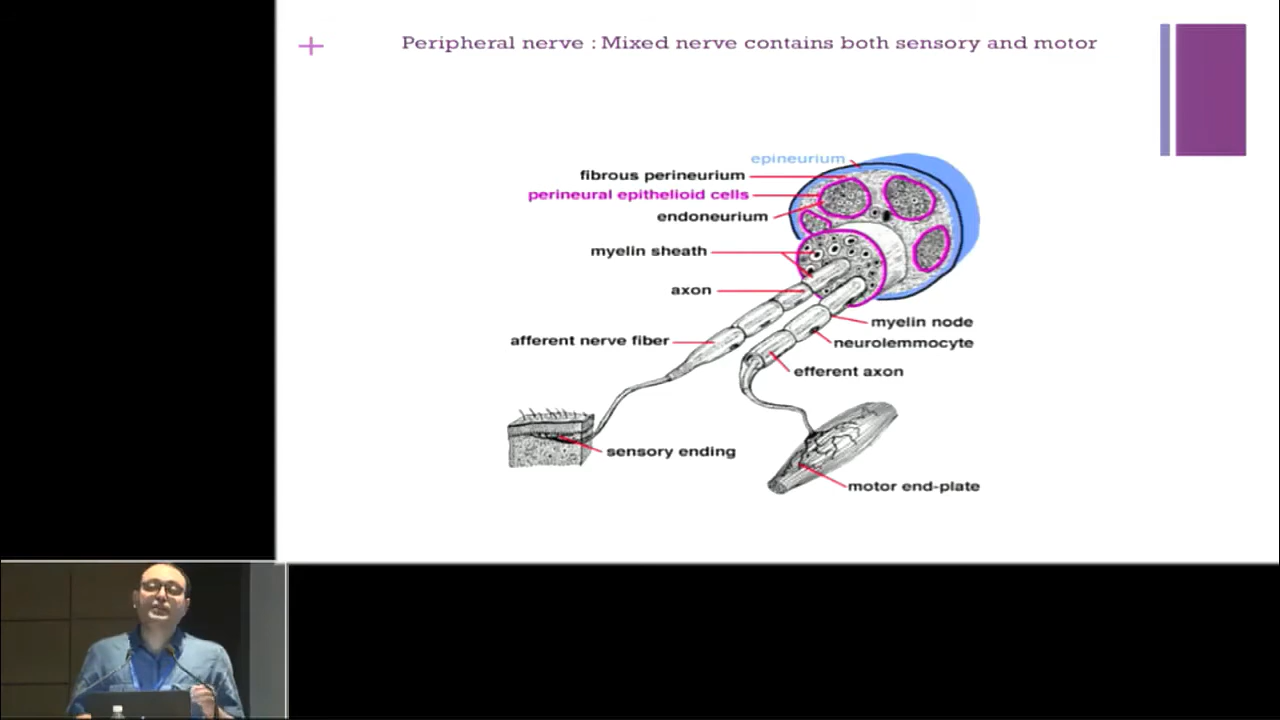 + Peripheral nerve : Mixed nerve contains both sensory and motor
epineurium
fibrous perineurium
perineural epithelioid cells
endoneurium
myelin sheath
axon
myelin node
afferent nerve fiber
neurolemmocyte
efferent axon
sensory ending
motor end-plate